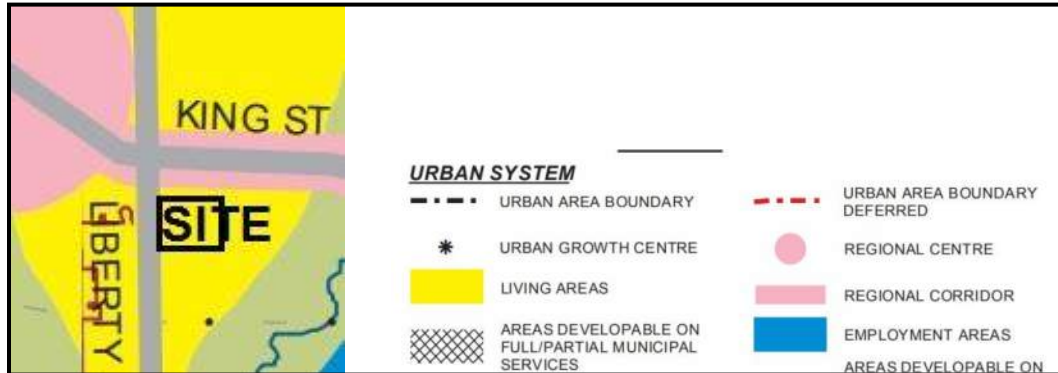 KING ST
SITE
LIBERTY
URBAN SYSTEM
URBAN AREA BOUNDARY
URBAN GROWTH CENTRE
LIVING AREAS
AREAS DEVELOPABLE ON
FULL/PARTIAL MUNICIPAL
SERVICES
URBAN AREA BOUNDARY
DEFERRED
REGIONAL CENTRE
REGIONAL CORRIDOR
EMPLOYMENT AREAS
AREAS DEVELOPABLE ON